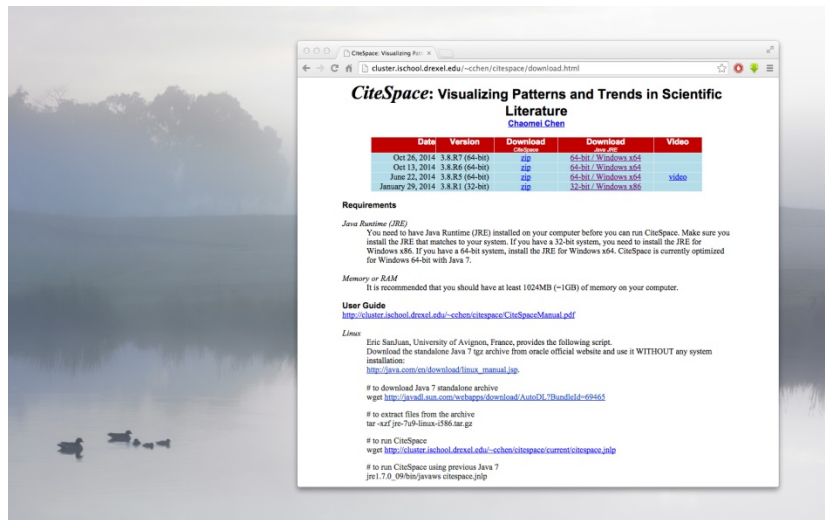 CiteSpace: Visualizing Pat
cluster.ischool.drexel.edu/~cchen/citespace/download.html
CiteSpace: Visualizing Patterns and Trends in Scientific
Literature
Chaomei Chen
Date Version Download Download Video
CiteSpace Java JRE
Oct 26, 2014 3.8.R7 (64-bit) zip 64-bit / Windows x64
Oct 13, 2014 3.8.R6 (64-bit) zip 64-bit / Windows x64
June 22, 2014 3.8.R5 (64-bit) zip 64-bit / Windows x64 video
January 29, 2014 3.8.R1 (32-bit) zip 32-bit / Windows x86
Requirements
Java Runtime (JRE)
You need to have Java Runtime (JRE) installed on your computer before you can run CiteSpace. Make sure you
install the JRE that matches to your system. If you have a 32-bit system, you need to install the JRE for
Windows x86. If you have a 64-bit system, install the JRE for Windows x64. CiteSpace is currently optimized
for Windows 64-bit with Java 7.
Memory or RAM
It is recommended that you should have at least 1024MB (=1GB) of memory on your computer.
User Guide
http://cluster.ischool.drexel.edu/~cchen/citespace/CiteSpaceManual.pdf
Linux
Eric SanJuan, University of Avignon, France, provides the following script.
Download the standalone Java 7 tgz archive from oracle official website and use it WITHOUT any system
installation:
http://java.com/en/download/linux_manual.jsp.
# to download Java 7 standalone archive
wget http://javadl.sun.com/webapps/download/AutoDL?BundleId=69465
# to extract files from the archive
tar -xzf jre-7u9-linux-i586.tar.gz
# to run CiteSpace
wget http://cluster.ischool.drexel.edu/~cchen/citespace/current/citespace.jnlp
# to run CiteSpace using previous Java 7
jre1.7.0_09/bin/javaws citespace.jnlp